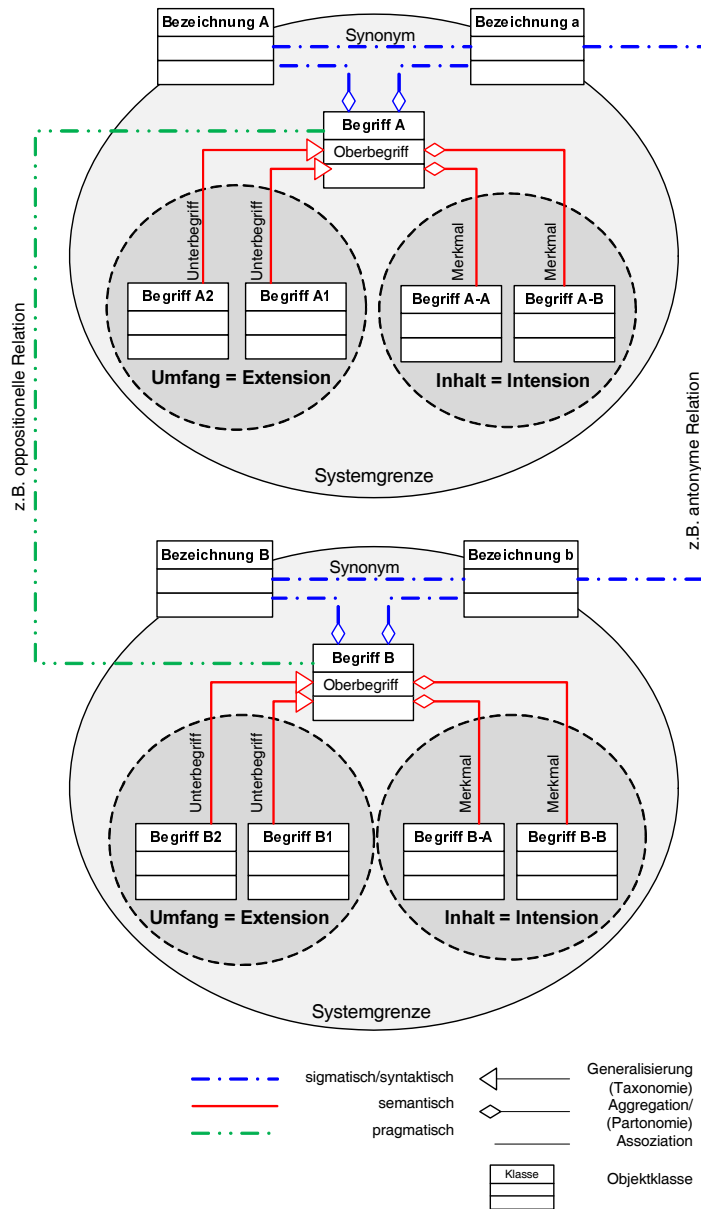 Bezeichnung A
Synonym
Bezeichnung a
Begriff A
Oberbegriff
Unterbegriff
Unterbegriff
Merkmal
Merkmal
Begriff A2
Begriff A1
Begriff A-A
Begriff A-B
Umfang = Extension
Inhalt = Intension
Systemgrenze
z.B. oppositionelle Relation
z.B. antonyme Relation
Bezeichnung B
Synonym
Bezeichnung b
Begriff B
Oberbegriff
Unterbegriff
Unterbegriff
Merkmal
Merkmal
Begriff B2
Begriff B1
Begriff B-A
Begriff B-B
Umfang = Extension
Inhalt = Intension
Systemgrenze
sigmatisch/syntaktisch
semantisch
pragmatisch
Generalisierung
(Taxonomie)
Aggregation/
(Partonomie)
Assoziation
Klasse
Objektklasse